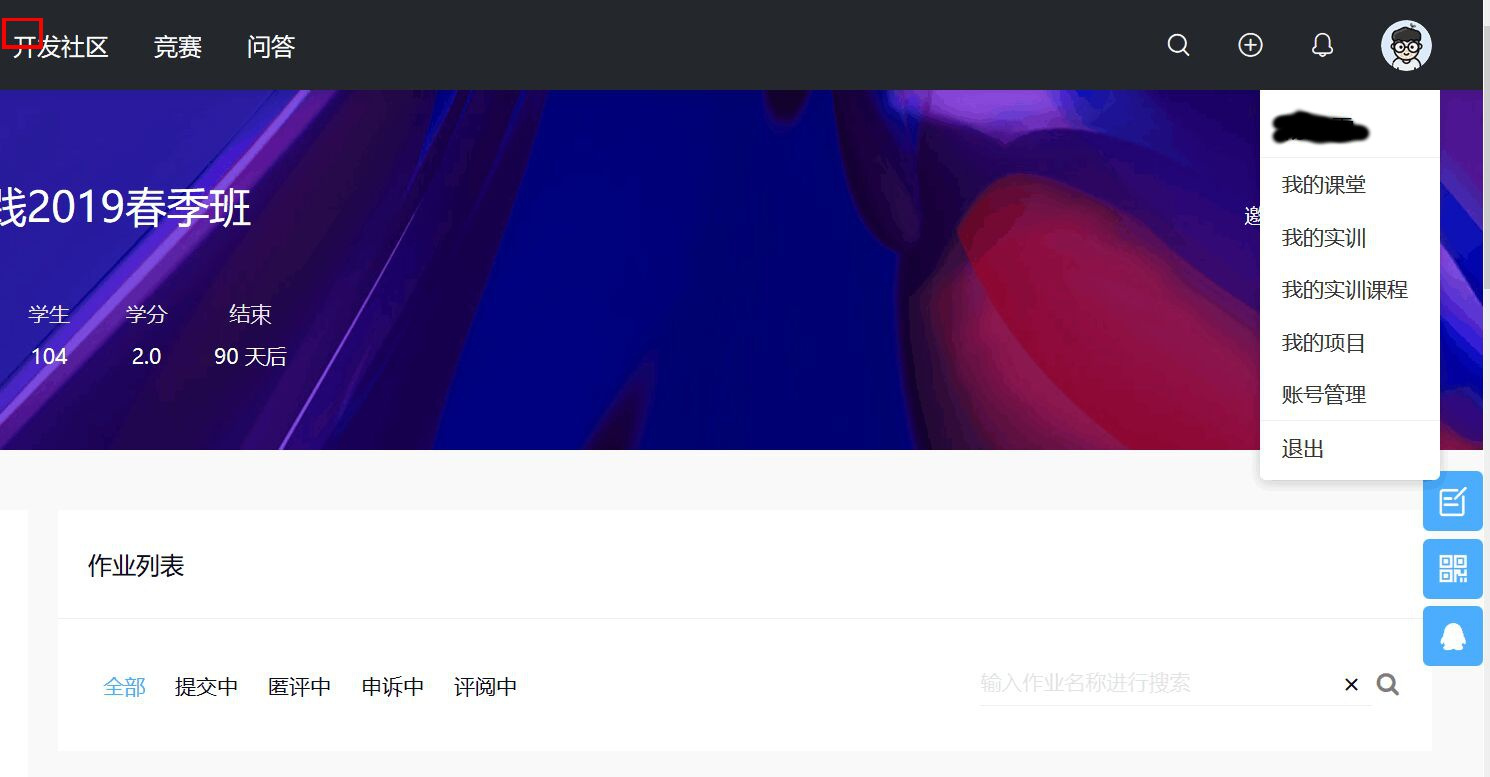 开发社区 竞赛 问答
践2019春季班
邀
学生 学分 结束
104 2.0 90 天后
我的课堂
我的实训
我的实训课程
我的项目
账号管理
退出
作业列表
全部 提交中 匿评中 申诉中 评阅中
输入作业名称进行搜索